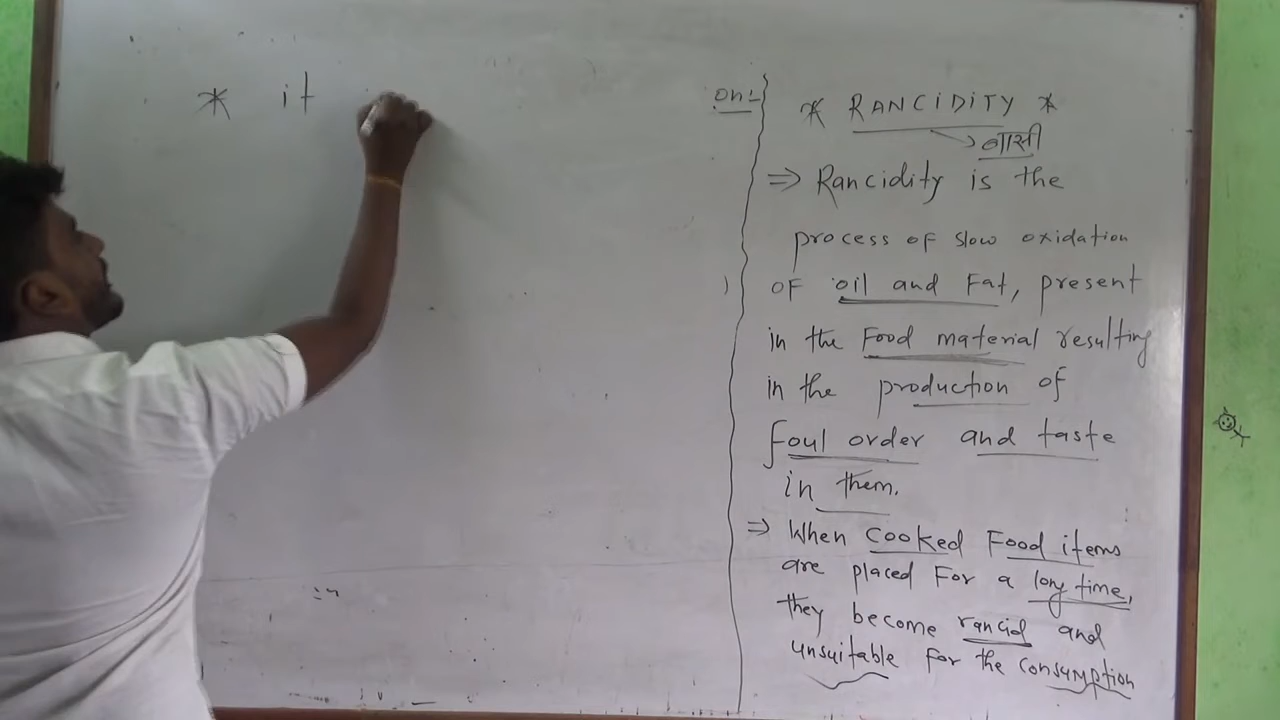 * it
on:-
* RANCiDiTY *
→ बासी
⇒ Rancidity is the
process of slow oxidation
of oil and Fat, present
in the Food material resulting
in the production of
foul order and taste
in them.
⇒ When cooked Food items
are placed For a long time,
they become rancid and
unsuitable for the consumption